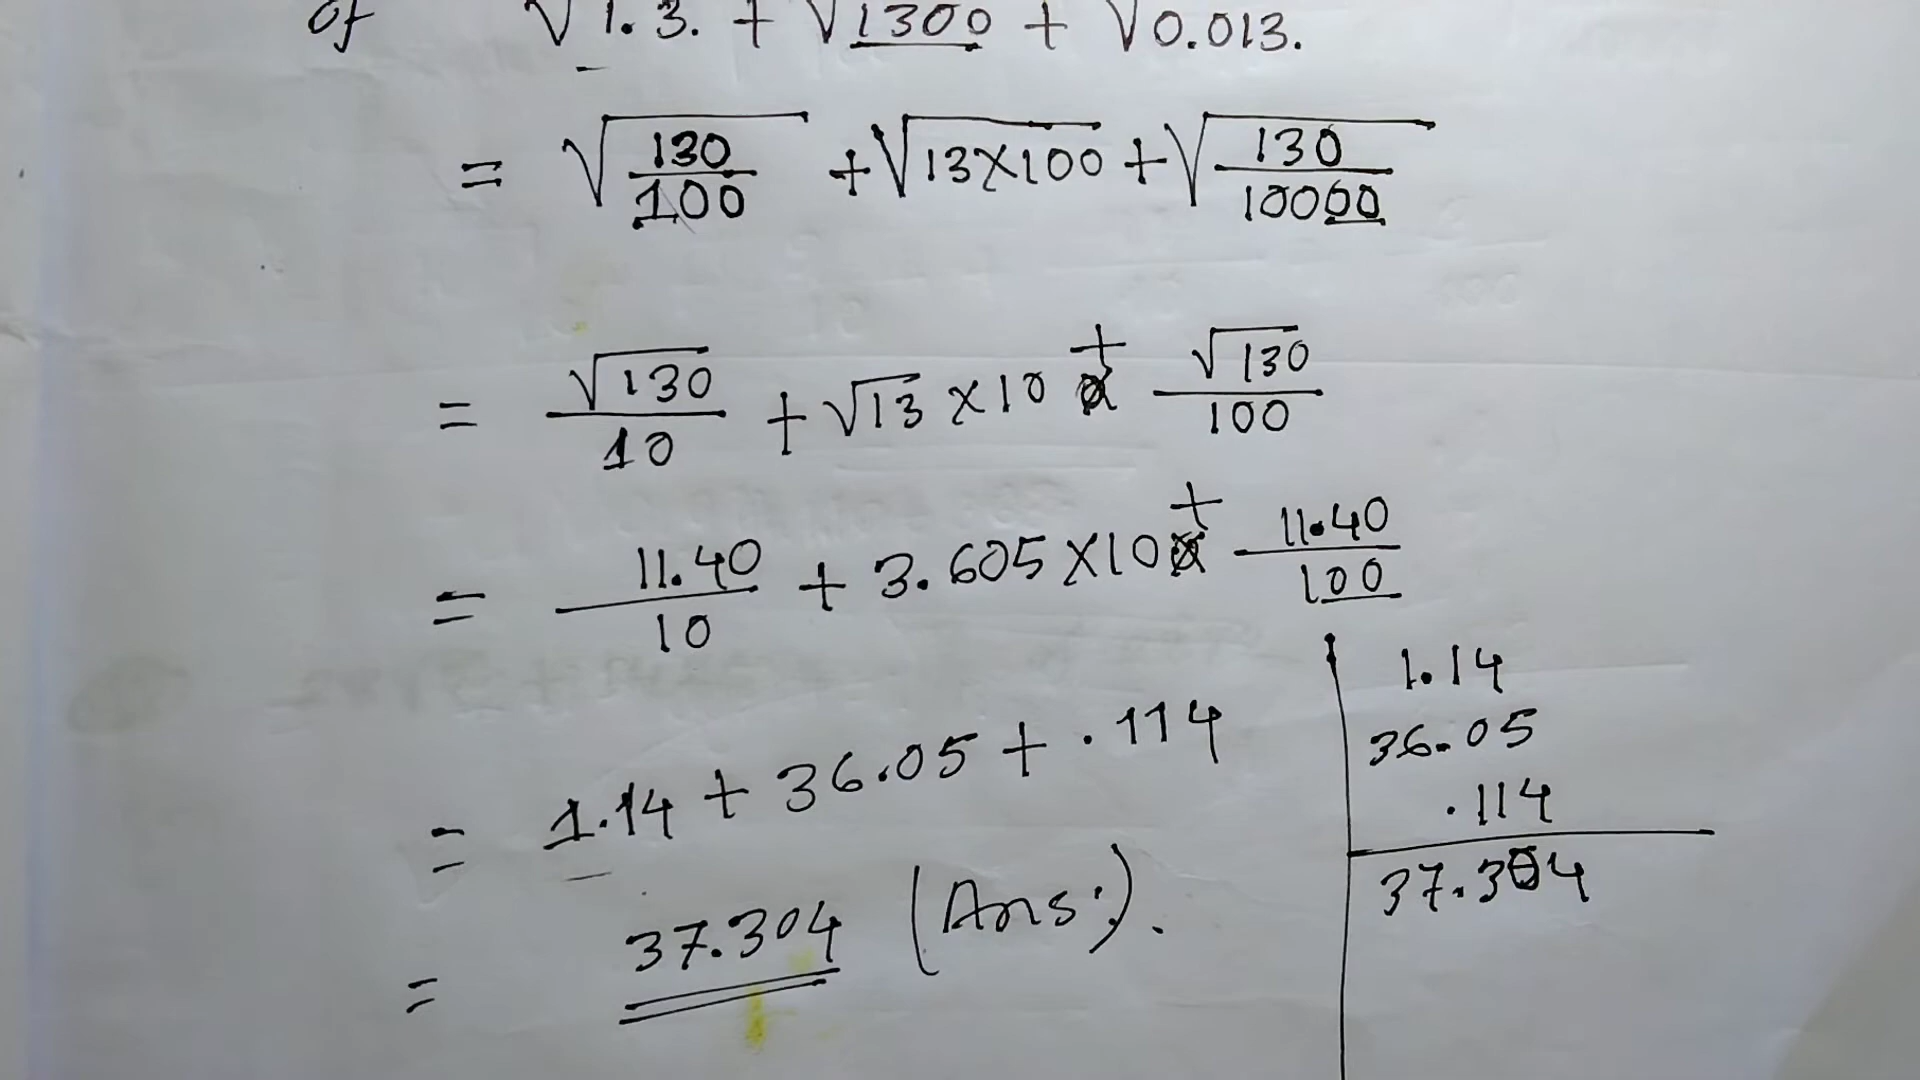 of √1.3. + √1300 + √0.013.
= √130/100 + √13×100 + √130/10000
= √130/10 + √13 × 10 + √130/100
= 11.40/10 + 3.605 × 10 + 11.40/100
= 1.14 + 36.05 + .114
= 37.304 (Ans:).
1.14
36.05
.114
37.304